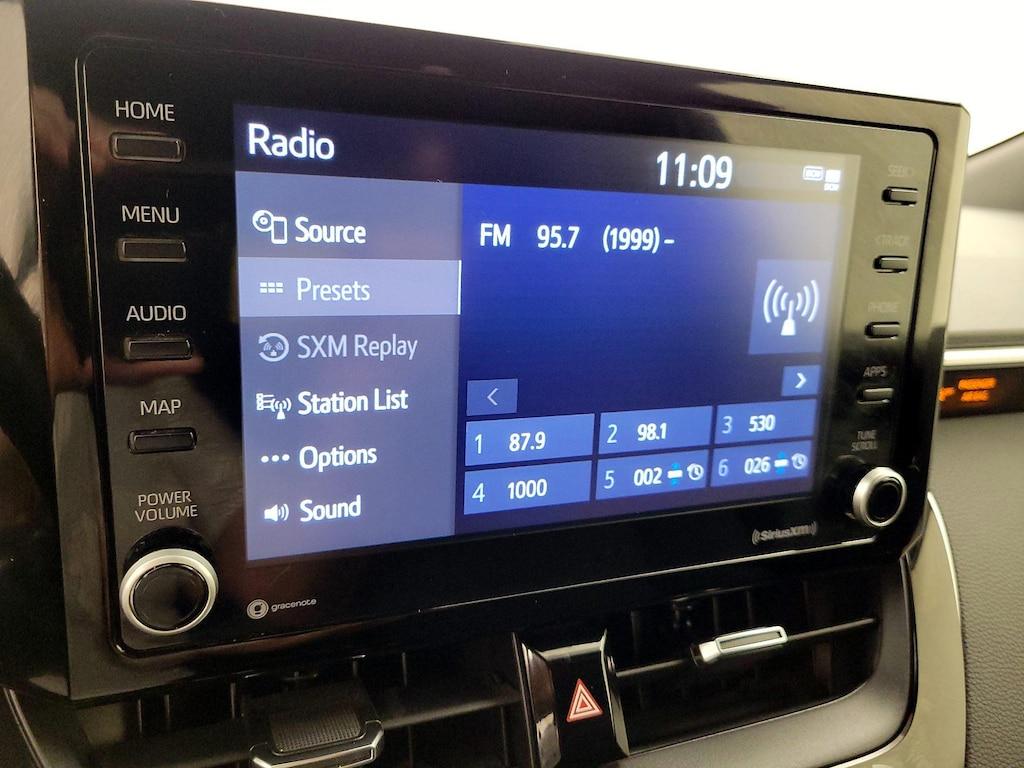 HOME
MENU
AUDIO
MAP
POWER
VOLUME
Radio
11:09
Source
Presets
SXM Replay
Station List
... Options
Sound
FM 95.7 (1999) –
<
>
1 87.9
2 98.1
3 530
4 1000
5 002
6 026
SEEK>
<TRACK
PHONE
APPS
TUNE
SCROLL
gracenote
((SiriusXM))
PASSENGER